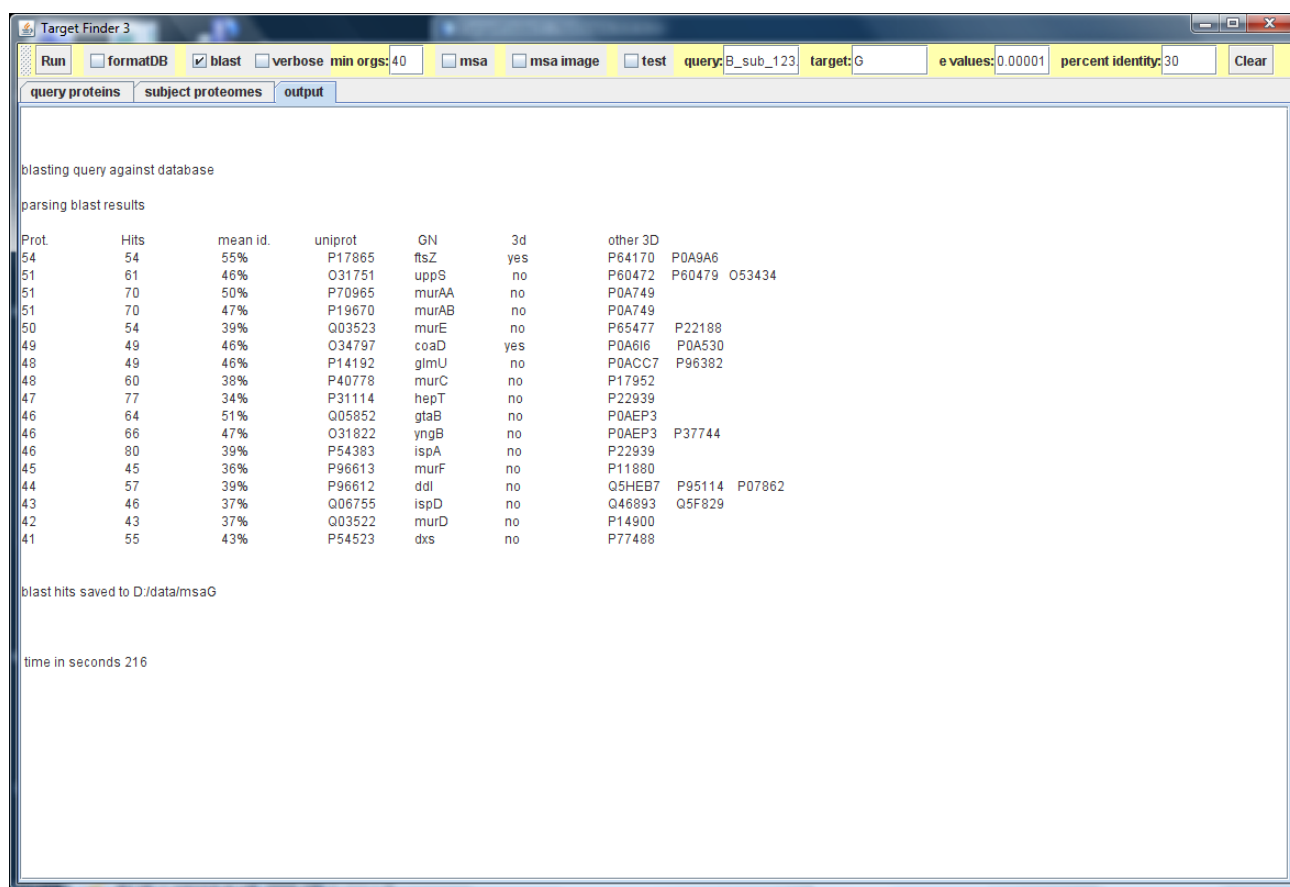 Target Finder 3
Run formatDB blast verbose min orgs: 40 msa msa image test query: B_sub_123. target: G e values: 0.00001 percent identity: 30 Clear
query proteins subject proteomes output
blasting query against database
parsing blast results
Prot. Hits mean id. uniprot GN 3d other 3D
54 54 55% P17865 ftsZ yes P64170 P0A9A6
51 61 46% O31751 uppS no P60472 P60479 O53434
51 70 50% P70965 murAA no P0A749
51 70 47% P19670 murAB no P0A749
50 54 39% Q03523 murE no P65477 P22188
49 49 46% O34797 coaD yes P0A6I6 P0A530
48 49 46% P14192 glmU no P0ACC7 P96382
48 60 38% P40778 murC no P17952
47 77 34% P31114 hepT no P22939
46 64 51% Q05852 gtaB no P0AEP3
46 66 47% O31822 yngB no P0AEP3 P37744
46 80 39% P54383 ispA no P22939
45 45 36% P96613 murF no P11880
44 57 39% P96612 ddl no Q5HEB7 P95114 P07862
43 46 37% Q06755 ispD no Q46893 Q5F829
42 43 37% Q03522 murD no P14900
41 55 43% P54523 dxs no P77488
blast hits saved to D:/data/msaG
time in seconds 216